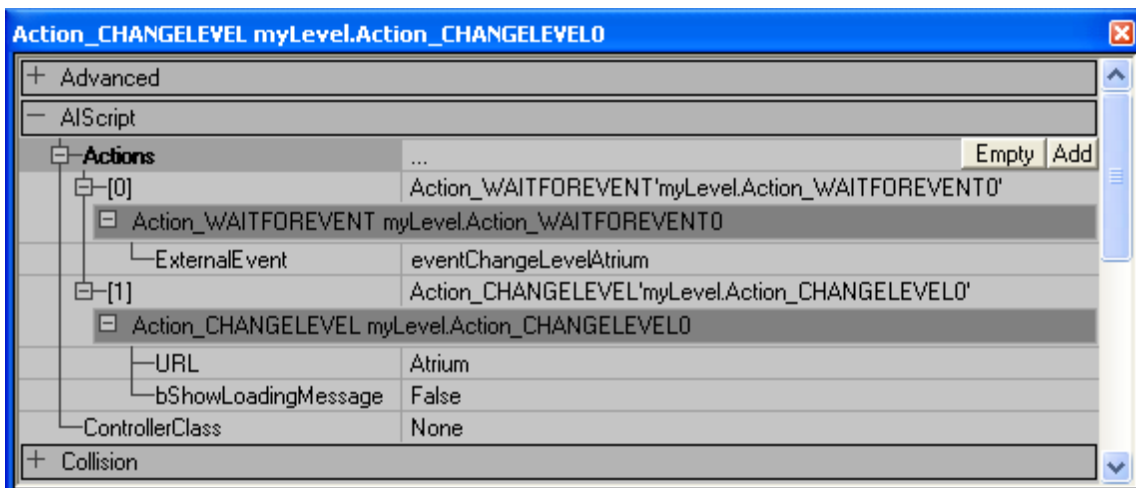 Action_CHANGELEVEL myLevel.Action_CHANGELEVEL0
Advanced
AIScript
Actions ... Empty Add
[0] Action_WAITFOREVENT'myLevel.Action_WAITFOREVENT0'
Action_WAITFOREVENT myLevel.Action_WAITFOREVENT0
ExternalEvent eventChangeLevelAtrium
[1] Action_CHANGELEVEL'myLevel.Action_CHANGELEVEL0'
Action_CHANGELEVEL myLevel.Action_CHANGELEVEL0
URL Atrium
bShowLoadingMessage False
ControllerClass None
Collision